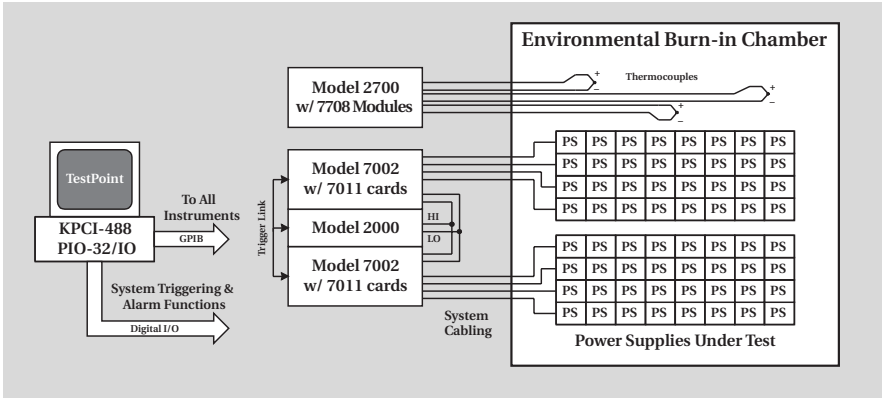 Environmental Burn-in Chamber
Model 2700
w/ 7708 Modules
+
Thermocouples
–
+
–
+
–
TestPoint
KPCI-488
PIO-32/IO
To All
Instruments
GPIB
System Triggering &
Alarm Functions
Digital I/O
Trigger Link
Model 7002
w/ 7011 cards
Model 2000
HI
LO
Model 7002
w/ 7011 cards
System
Cabling
PS PS PS PS PS PS PS PS
PS PS PS PS PS PS PS PS
PS PS PS PS PS PS PS PS
PS PS PS PS PS PS PS PS
PS PS PS PS PS PS PS PS
PS PS PS PS PS PS PS PS
PS PS PS PS PS PS PS PS
PS PS PS PS PS PS PS PS
Power Supplies Under Test